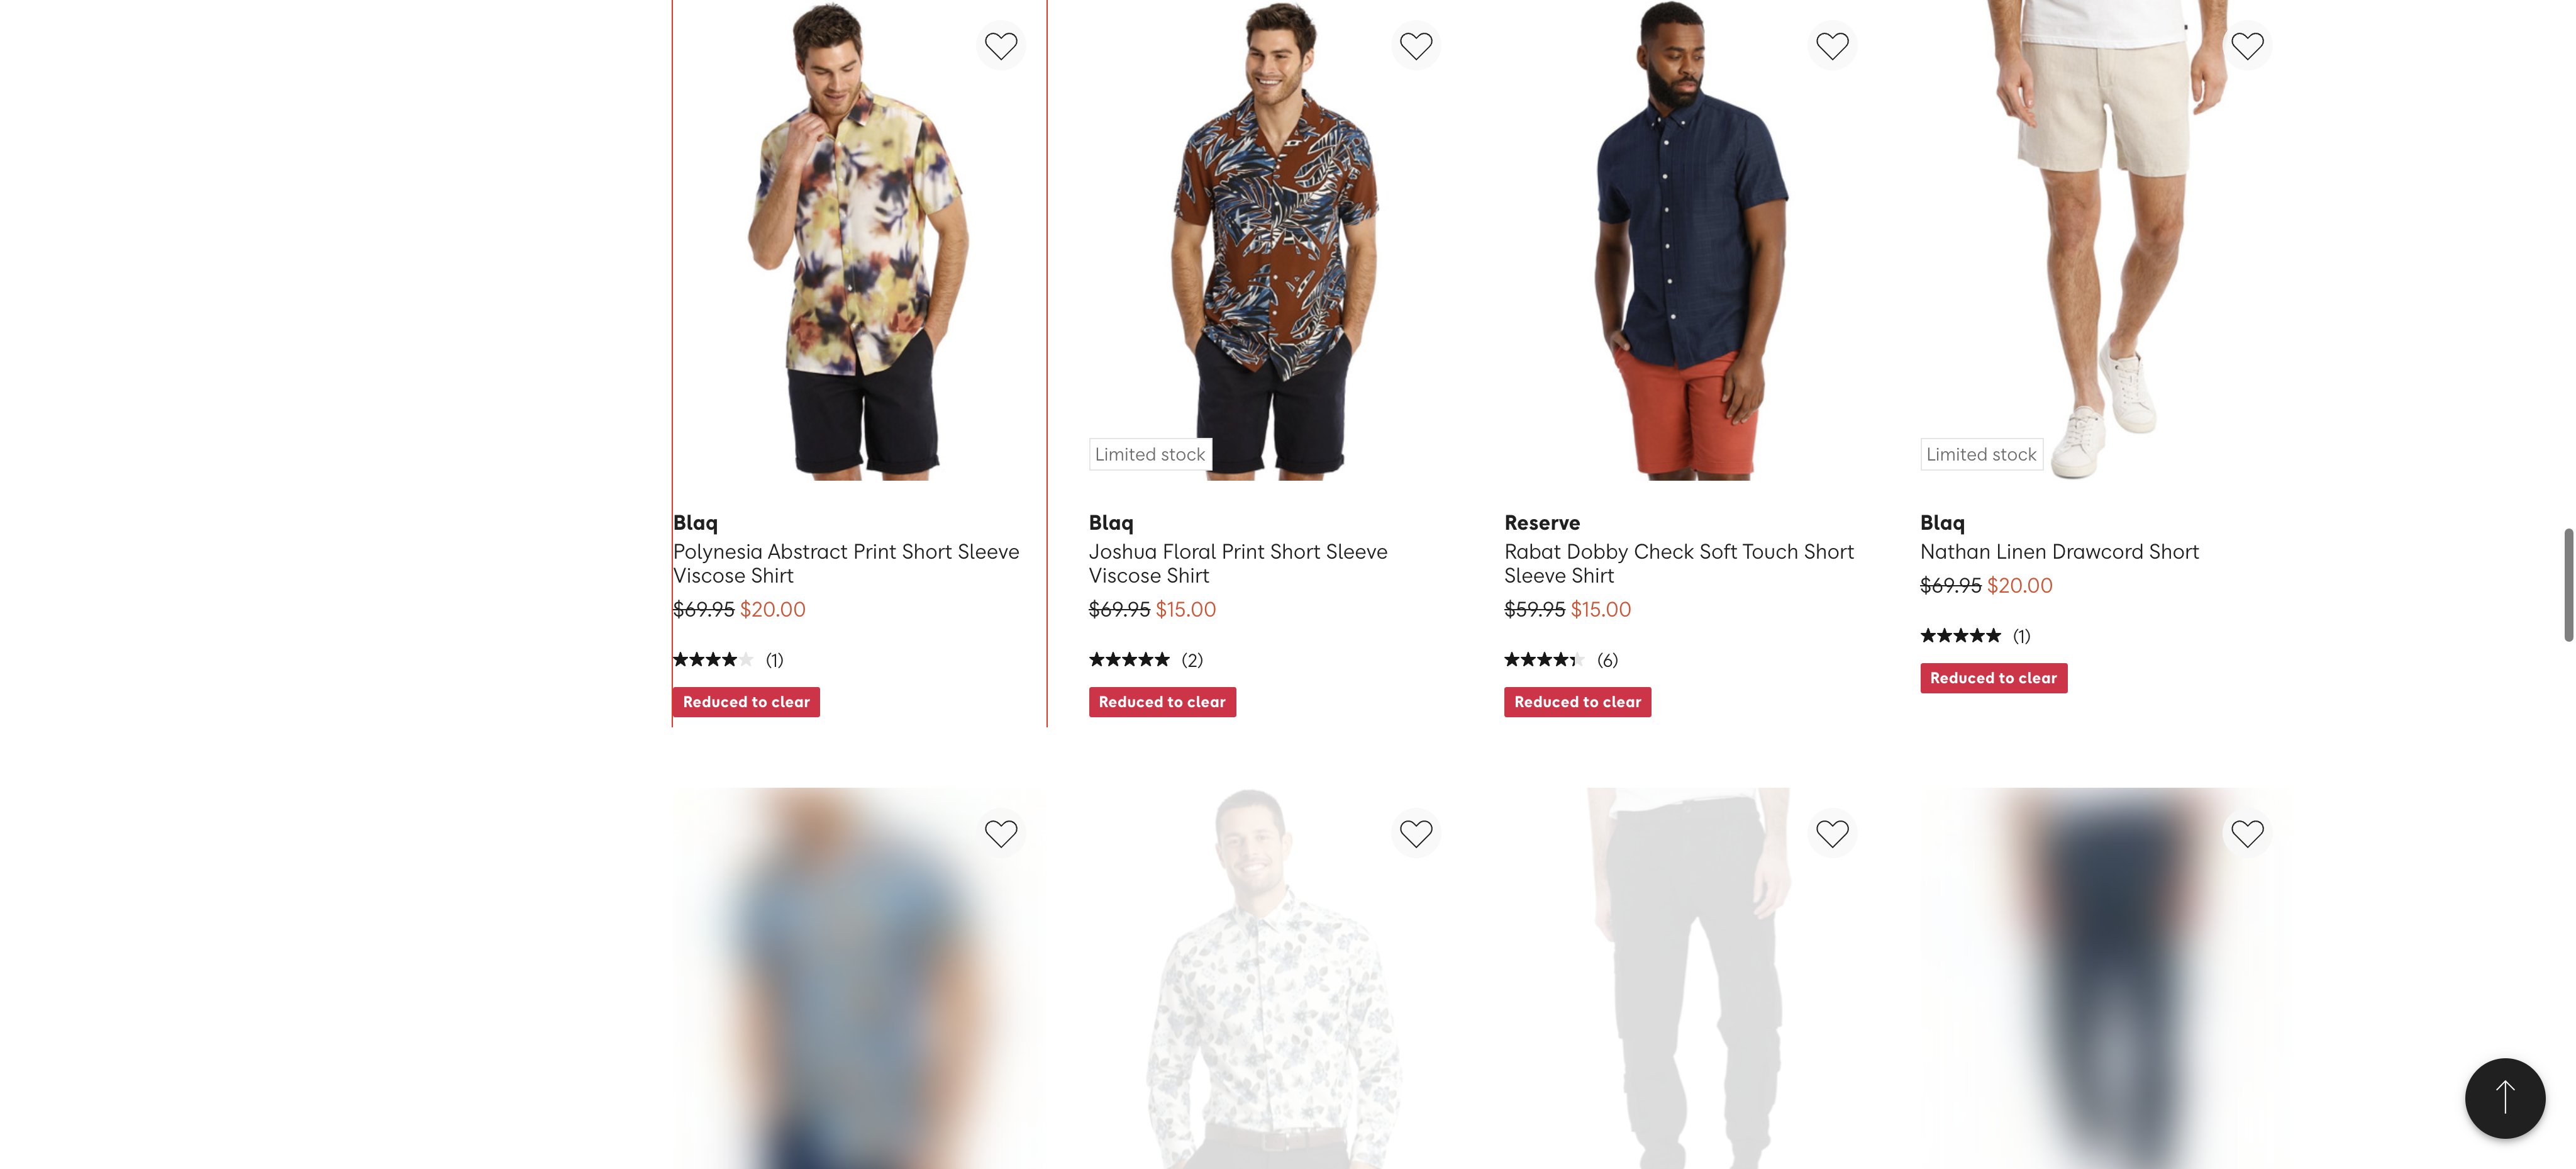 Limited stock
Limited stock
Blaq
Polynesia Abstract Print Short Sleeve
Viscose Shirt
$69.95 $20.00
(1)
Reduced to clear
Blaq
Joshua Floral Print Short Sleeve
Viscose Shirt
$69.95 $15.00
(2)
Reduced to clear
Reserve
Rabat Dobby Check Soft Touch Short
Sleeve Shirt
$59.95 $15.00
(6)
Reduced to clear
Blaq
Nathan Linen Drawcord Short
$69.95 $20.00
(1)
Reduced to clear